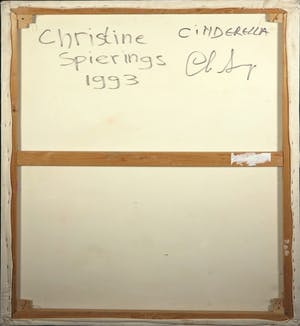 Christine
Spierings
1993
CINDERELLA